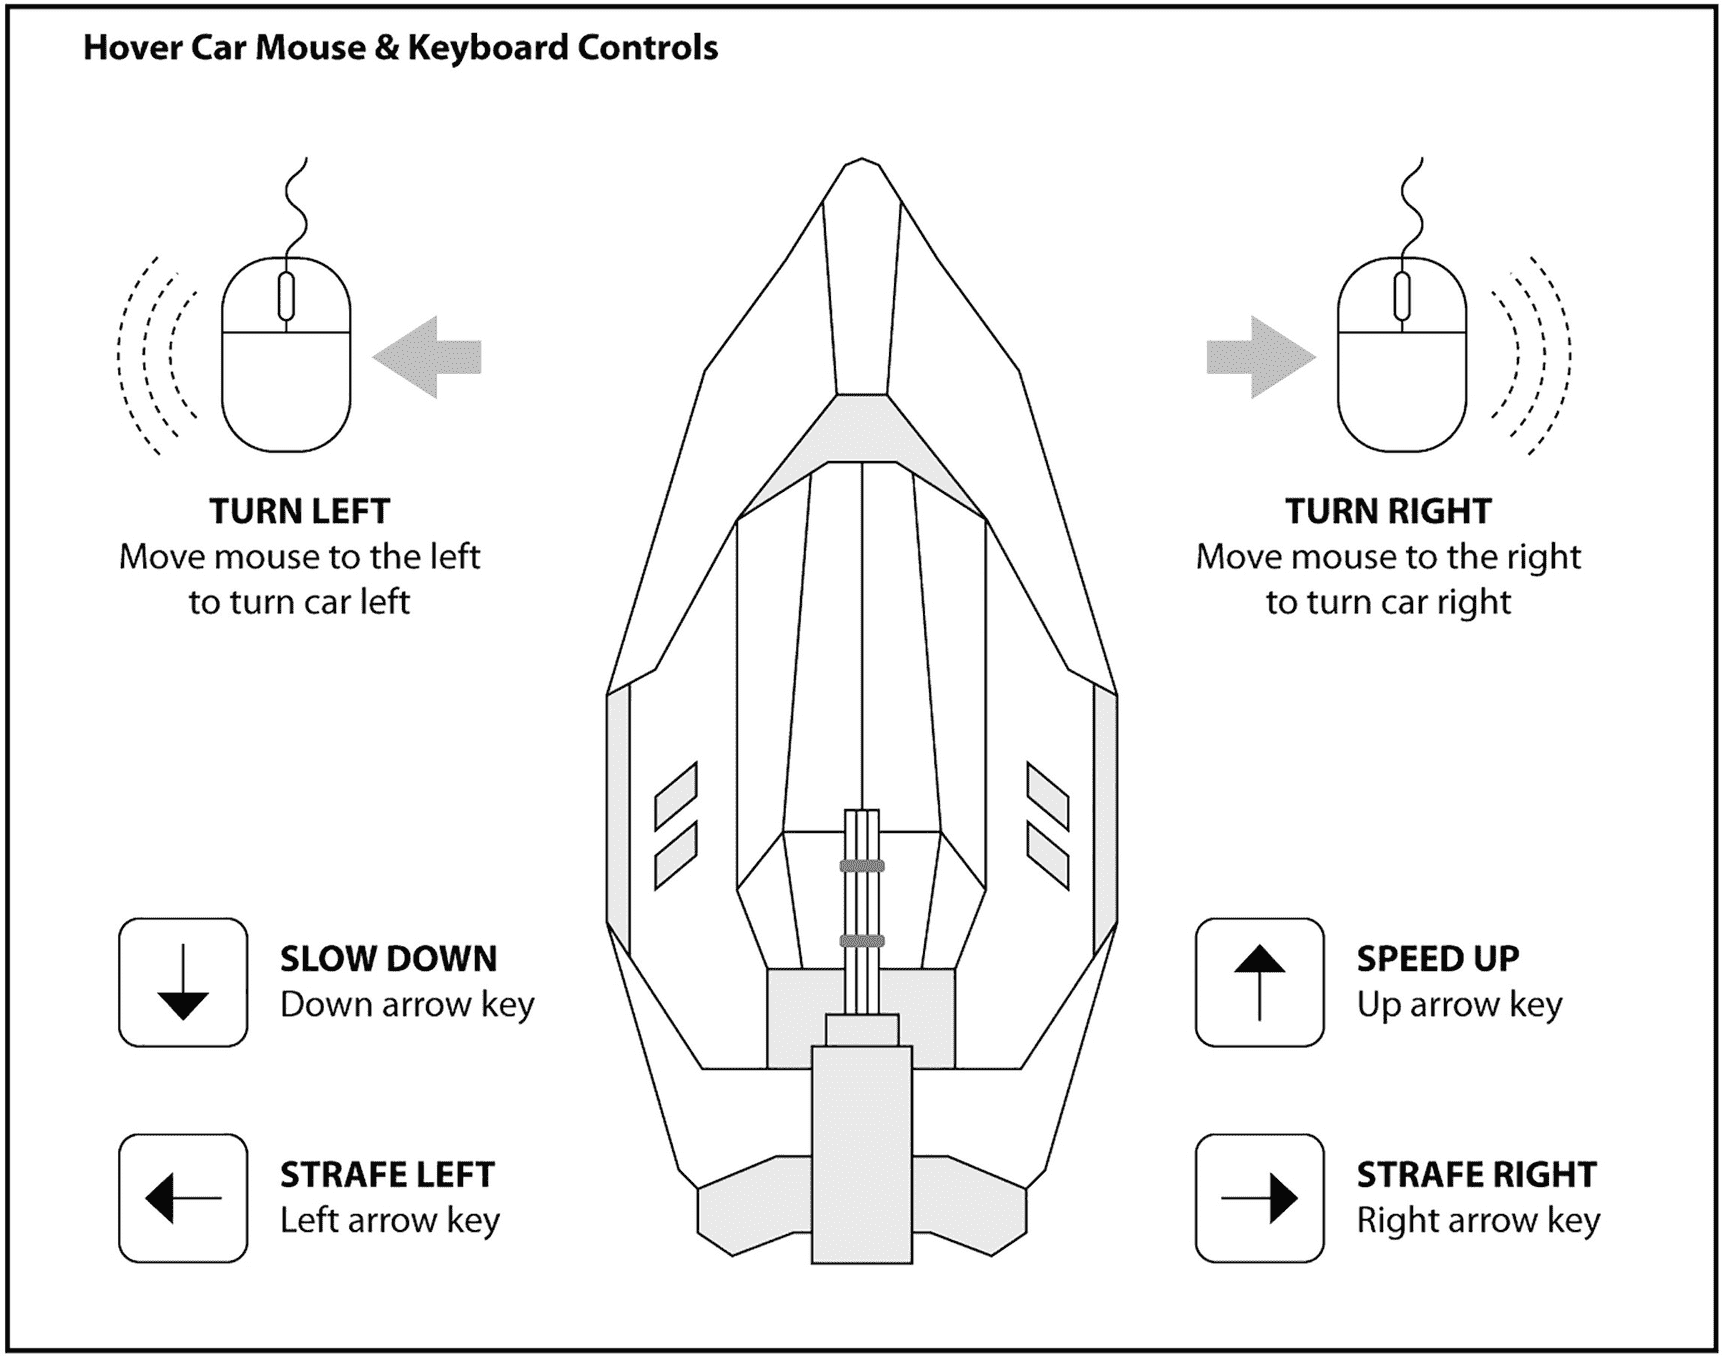 Hover Car Mouse & Keyboard Controls
TURN LEFT
Move mouse to the left
to turn car left
TURN RIGHT
Move mouse to the right
to turn car right
SLOW DOWN
Down arrow key
SPEED UP
Up arrow key
STRAFE LEFT
Left arrow key
STRAFE RIGHT
Right arrow key